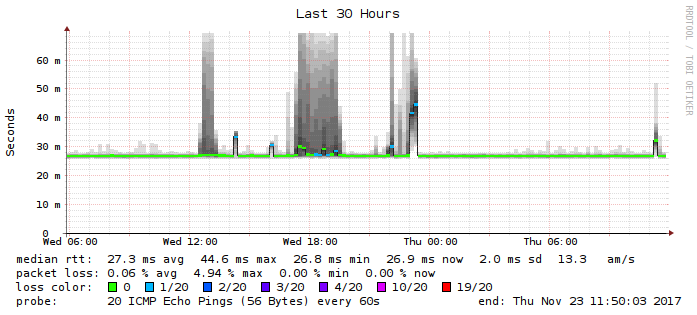 Last 30 Hours
RRDTOOL / TOBI OETIKER
Seconds
60 m
50 m
40 m
30 m
20 m
10 m
0
Wed 06:00 Wed 12:00 Wed 18:00 Thu 00:00 Thu 06:00
median rtt: 27.3 ms avg 44.6 ms max 26.8 ms min 26.9 ms now 2.0 ms sd 13.3 am/s
packet loss: 0.06 % avg 4.94 % max 0.00 % min 0.00 % now
loss color: 0 1/20 2/20 3/20 4/20 10/20 19/20
probe: 20 ICMP Echo Pings (56 Bytes) every 60s end: Thu Nov 23 11:50:03 2017